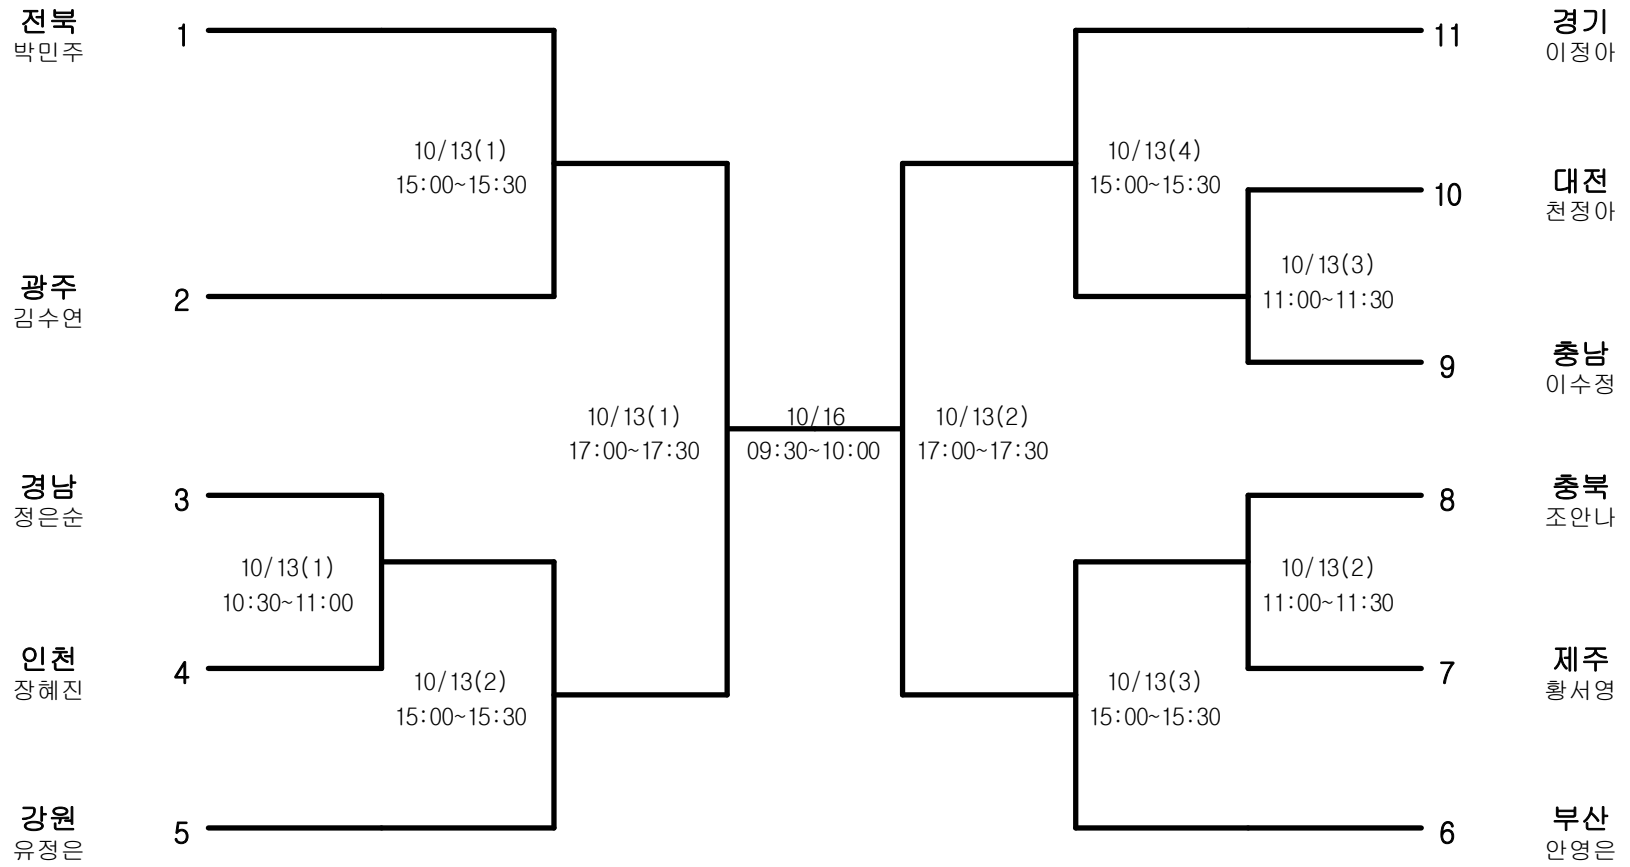 전북
박민주
1
11
경기
이정아
10/13(1)
15:00~15:30
10/13(4)
15:00~15:30
10
대전
천정아
광주
김수연
2
10/13(3)
11:00~11:30
9
충남
이수정
10/13(1)
17:00~17:30
10/16
09:30~10:00
10/13(2)
17:00~17:30
경남
정은순
3
8
충북
조안나
10/13(1)
10:30~11:00
10/13(2)
11:00~11:30
인천
장혜진
4
7
제주
황서영
10/13(2)
15:00~15:30
10/13(3)
15:00~15:30
강원
유정은
5
6
부산
안영은